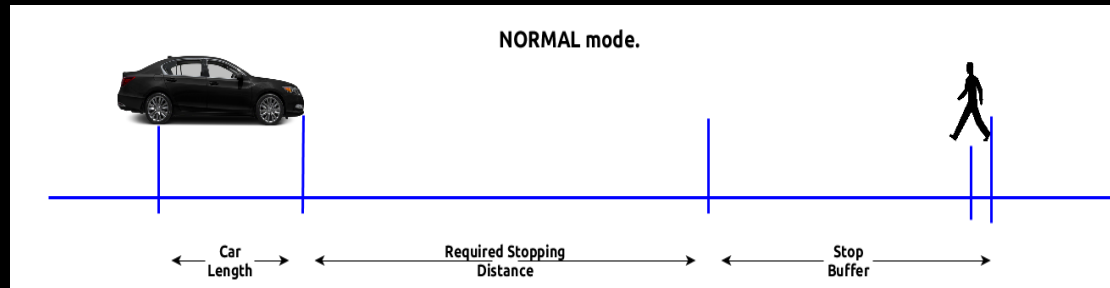 NORMAL mode.
Car
Length
Required Stopping
Distance
Stop
Buffer